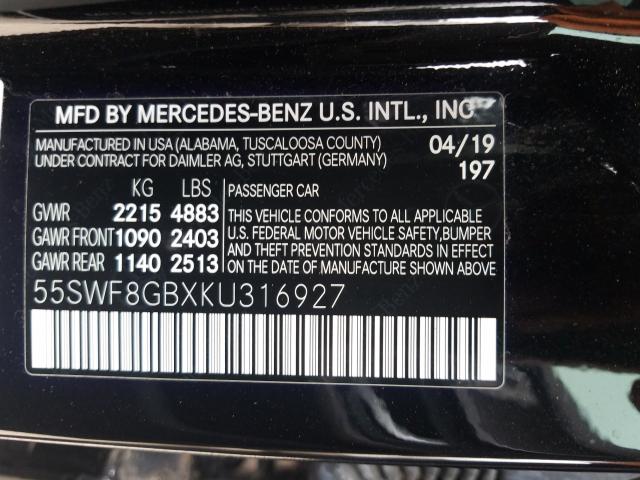 MFD BY MERCEDES-BENZ U.S. INTL., INC
MANUFACTURED IN USA (ALABAMA, TUSCALOOSA COUNTY) 04/19
UNDER CONTRACT FOR DAIMLER AG, STUTTGART (GERMANY) 197
KG LBS PASSENGER CAR
GVWR 2215 4883 THIS VEHICLE CONFORMS TO ALL APPLICABLE
U.S. FEDERAL MOTOR VEHICLE SAFETY,BUMPER
GAWR FRONT 1090 2403 AND THEFT PREVENTION STANDARDS IN EFFECT
GAWR REAR 1140 2513 ON THE DATE OF MANUFACTURE SHOWN ABOVE
55SWF8GBXKU316927